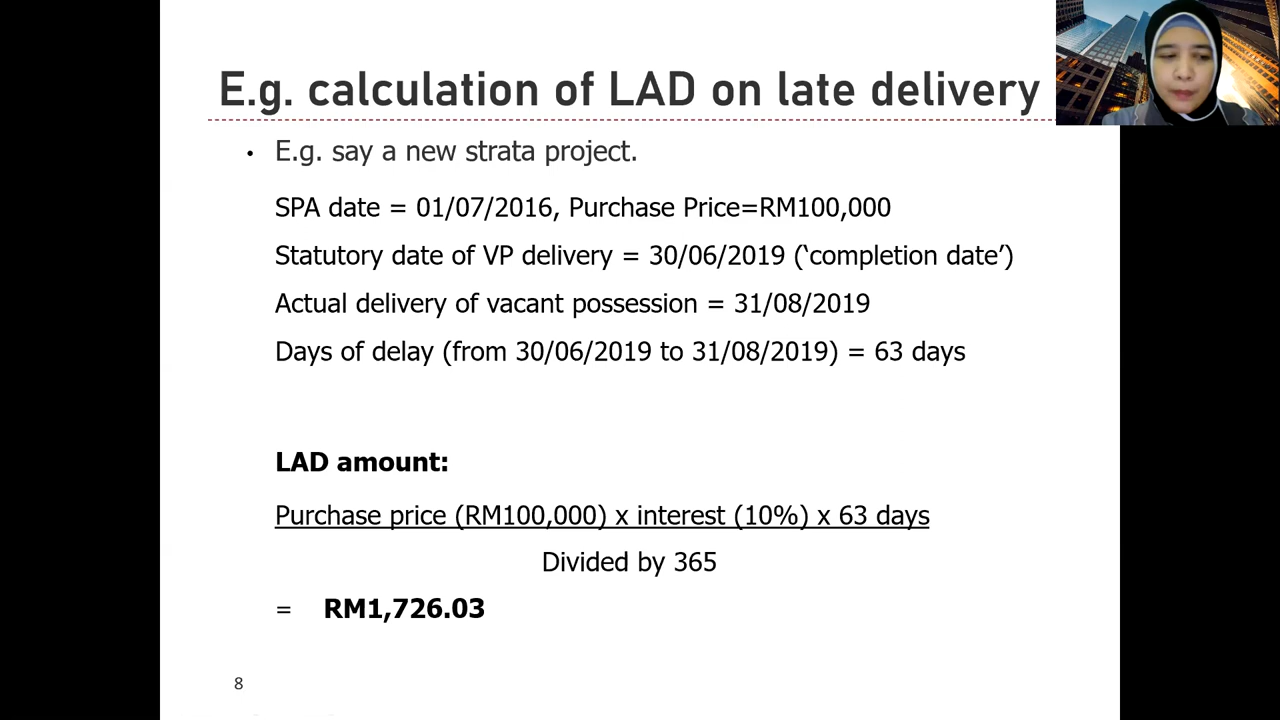 E.g. calculation of LAD on late delivery
• E.g. say a new strata project.
SPA date = 01/07/2016, Purchase Price=RM100,000
Statutory date of VP delivery = 30/06/2019 (‘completion date’)
Actual delivery of vacant possession = 31/08/2019
Days of delay (from 30/06/2019 to 31/08/2019) = 63 days
LAD amount:
Purchase price (RM100,000) x interest (10%) x 63 days
Divided by 365
= RM1,726.03
8